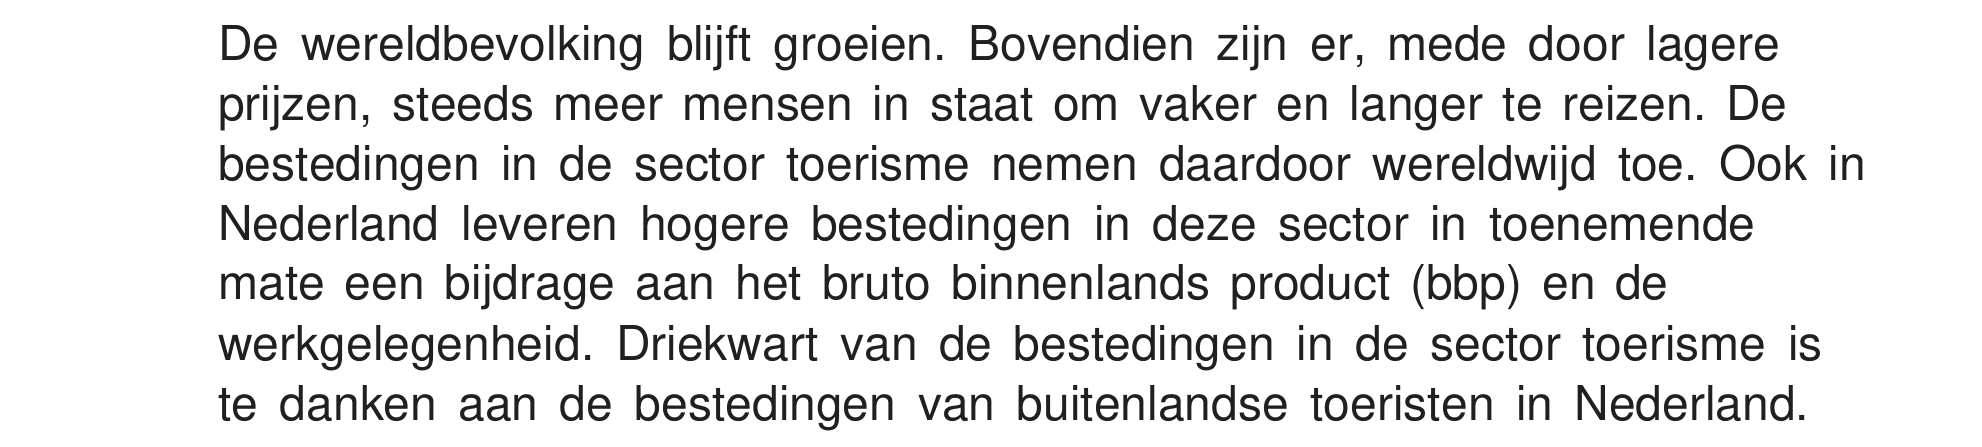 De wereldbevolking blijft groeien. Bovendien zijn er, mede door lagere
prijzen, steeds meer mensen in staat om vaker en langer te reizen. De
bestedingen in de sector toerisme nemen daardoor wereldwijd toe. Ook in
Nederland leveren hogere bestedingen in deze sector in toenemende
mate een bijdrage aan het bruto binnenlands product (bbp) en de
werkgelegenheid. Driekwart van de bestedingen in de sector toerisme is
te danken aan de bestedingen van buitenlandse toeristen in Nederland.